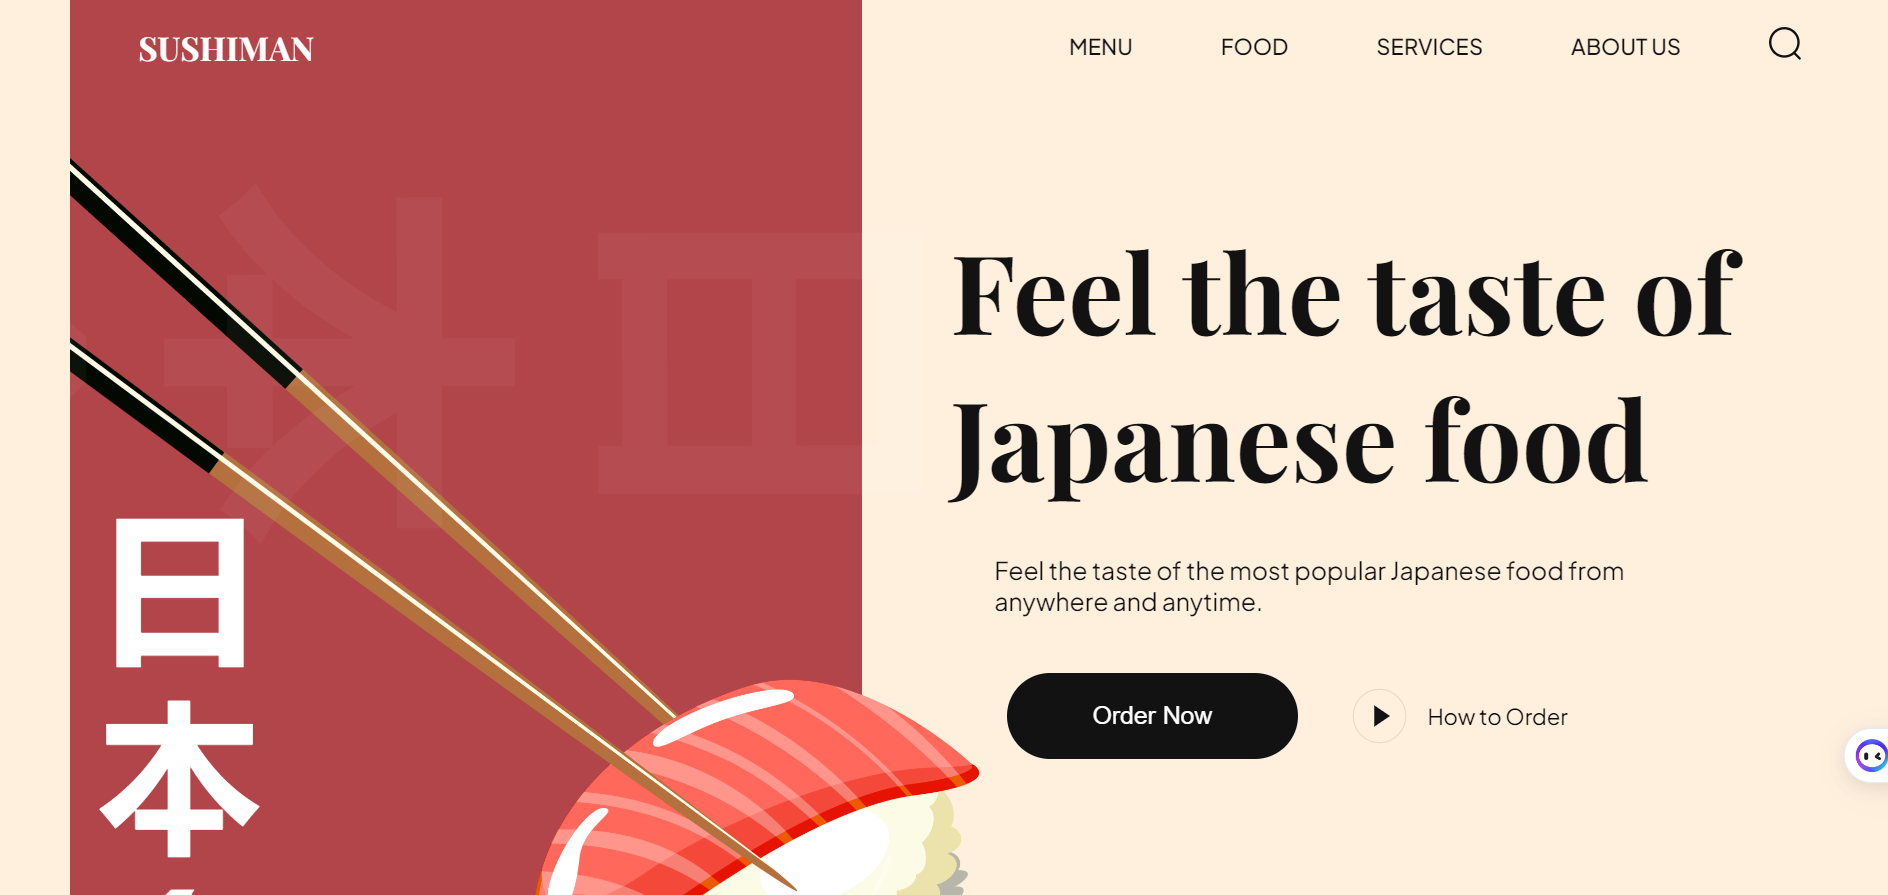 SUSHIMAN
MENU
FOOD
SERVICES
ABOUT US
Feel the taste of
Japanese food
Feel the taste of the most popular Japanese food from
anywhere and anytime.
Order Now
How to Order
日
本